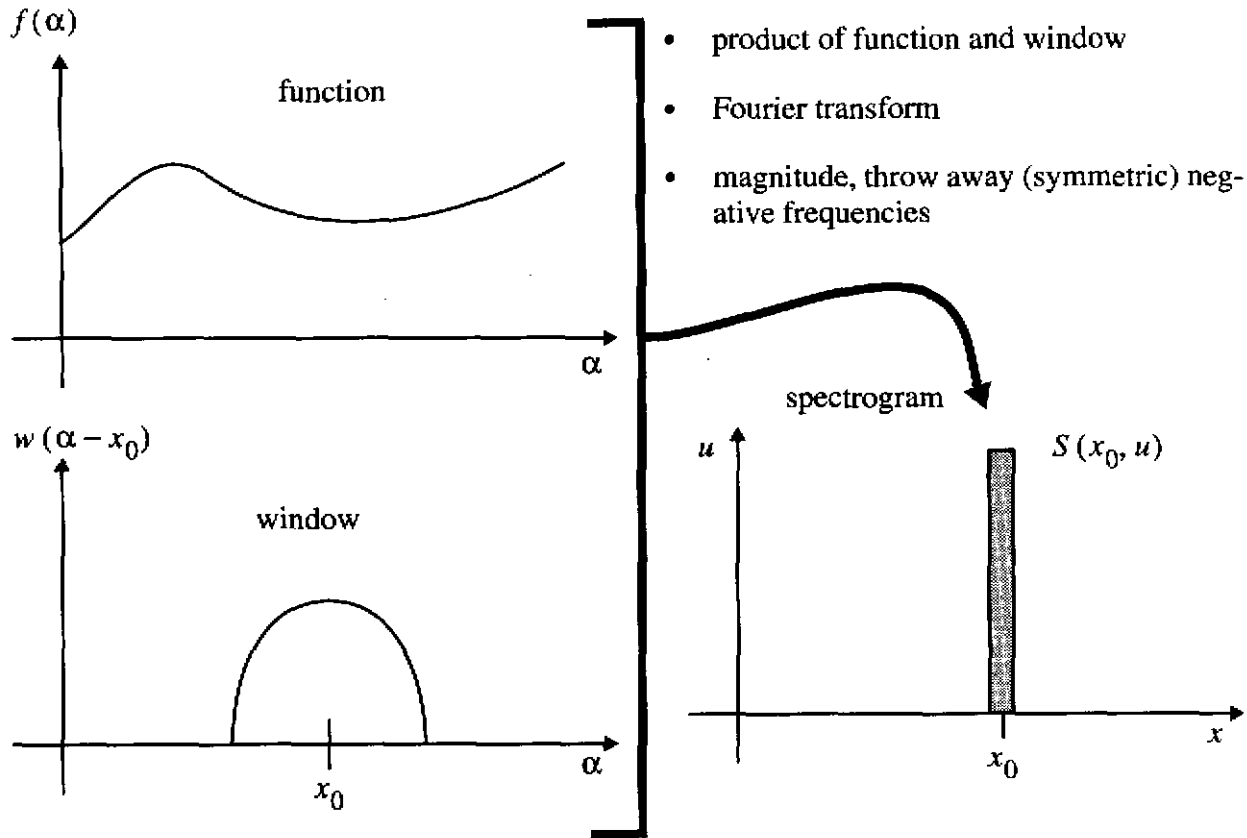 f(α)
function
α
w(α − x₀)
window
x₀
α
• product of function and window
• Fourier transform
• magnitude, throw away (symmetric) neg-
ative frequencies
spectrogram
u
S(x₀, u)
x
x₀